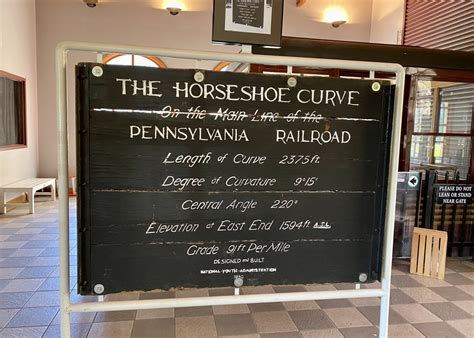 THE HORSESHOE CURVE
On the Main Line of the
PENNSYLVANIA RAILROAD
Length of Curve 2375 ft.
Degree of Curvature 9°15'
Central Angle 220°
Elevation at East End 1594 ft. A.S.L.
Grade 91 ft Per Mile
DESIGNED AND BUILT
NATIONAL YOUTH ADMINISTRATION
PLEASE DO NOT
LEAN OR STAND
NEAR GATE